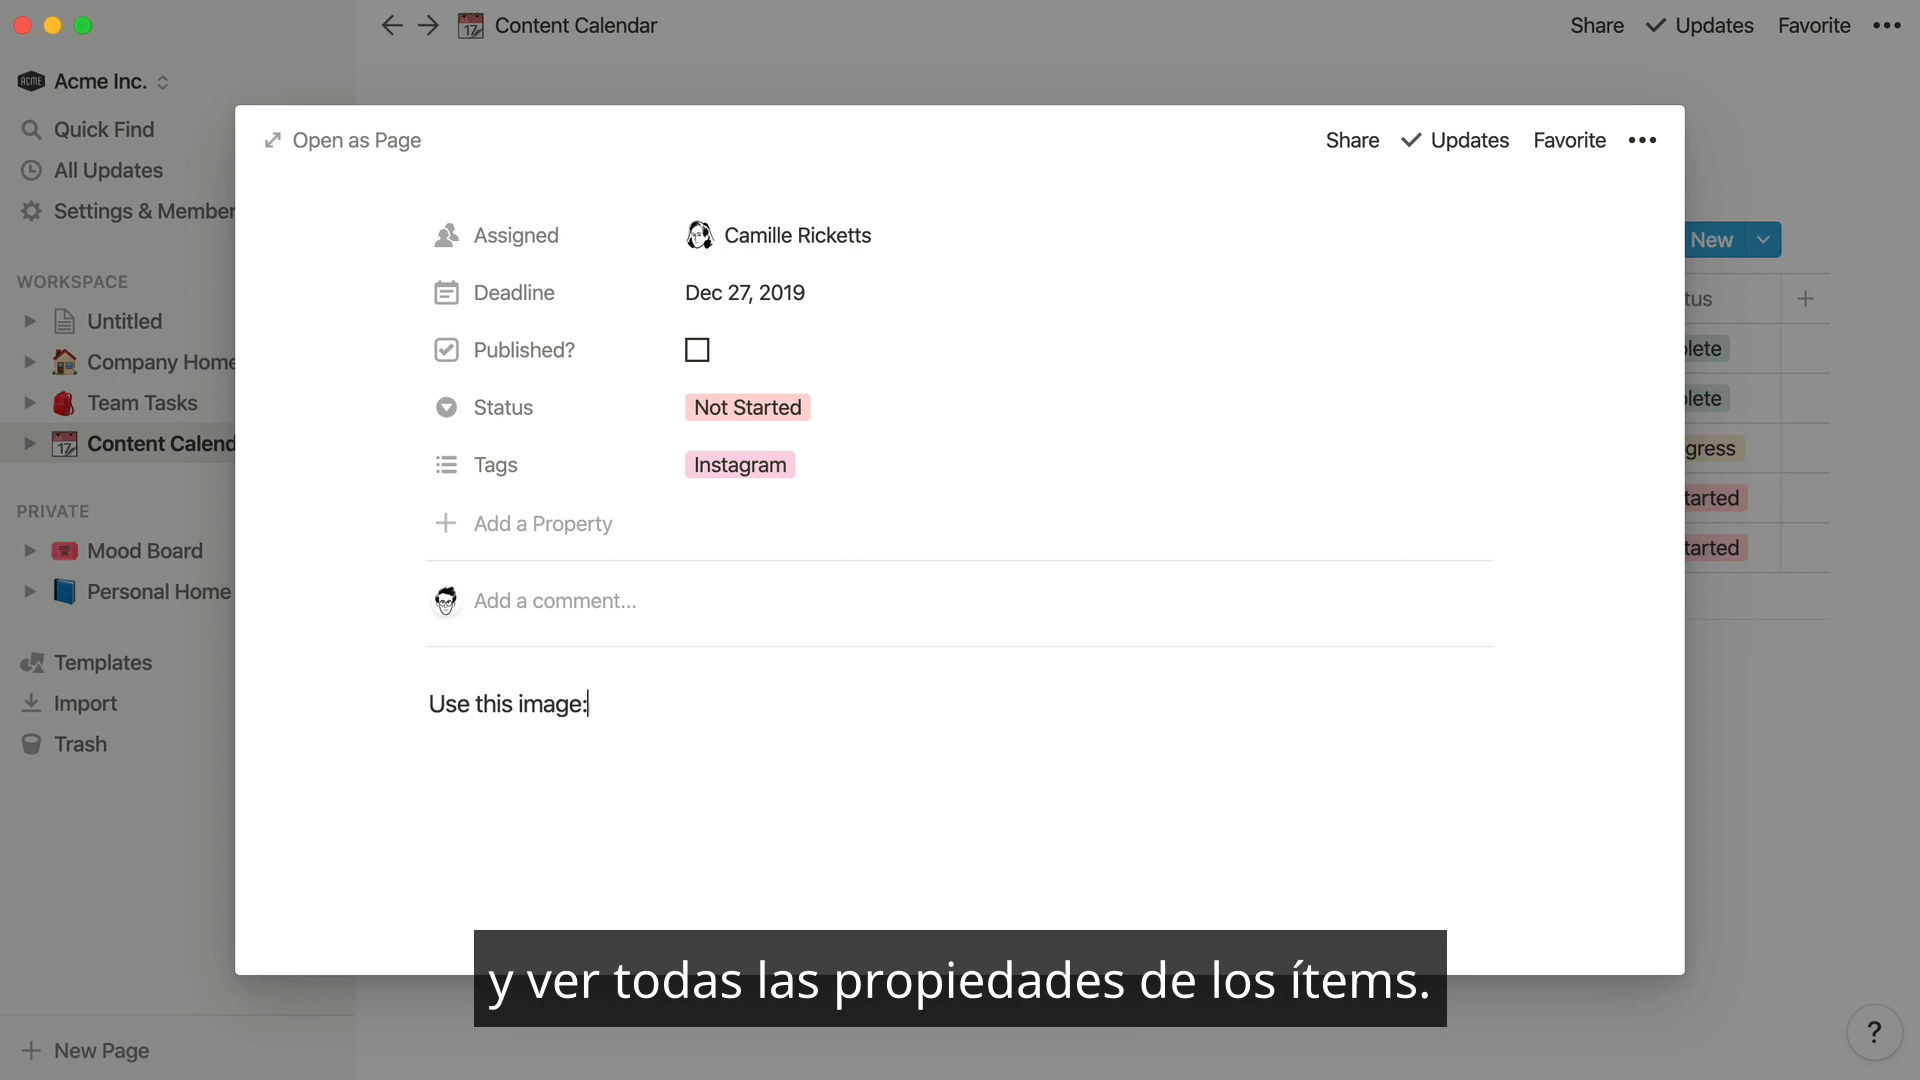 Content Calendar
Share
Updates
Favorite
ACME
Acme Inc.
Quick Find
All Updates
Settings & Member
WORKSPACE
Untitled
Company Home
Team Tasks
17
Content Calend
PRIVATE
Mood Board
Personal Home
Templates
Import
Trash
New Page
Open as Page
Share
Updates
Favorite
Assigned
Camille Ricketts
Deadline
Dec 27, 2019
Published?
Status
Not Started
Tags
Instagram
Add a Property
Add a comment...
Use this image:
New
tus
lete
lete
gress
tarted
tarted
y ver todas las propiedades de los ítems.
?